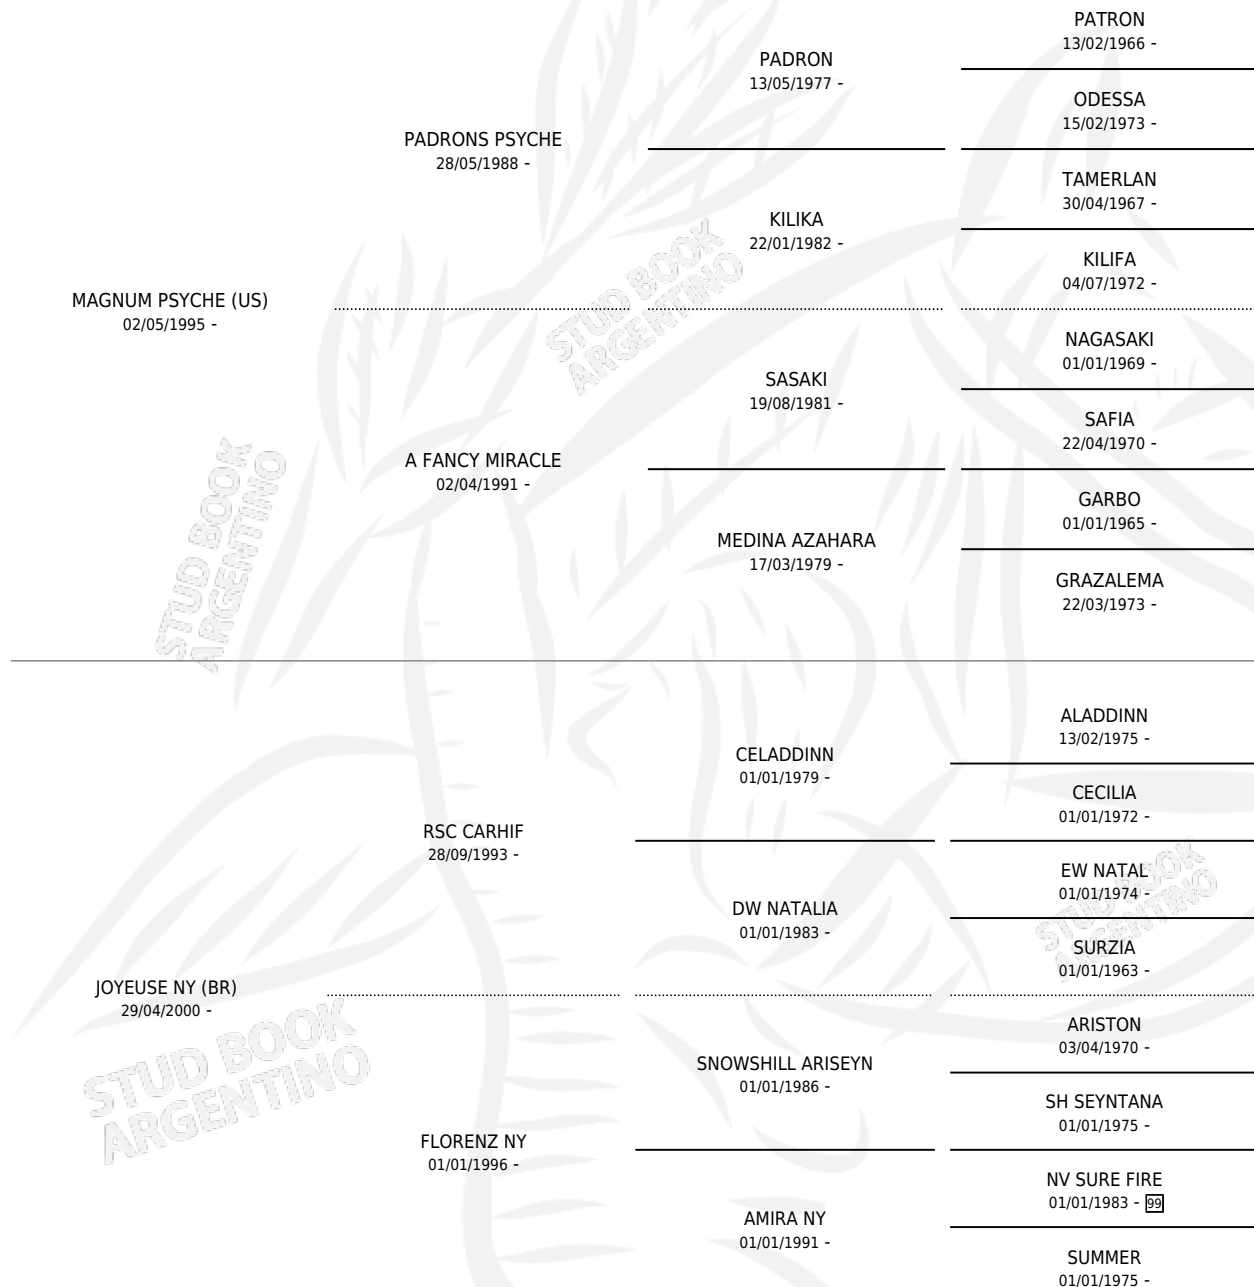 PATRON
13/02/1966 -
PADRON
13/05/1977 -
ODESSA
15/02/1973 -
PADRONS PSYCHE
28/05/1988 -
TAMERLAN
30/04/1967 -
KILIKA
22/01/1982 -
KILIFA
04/07/1972 -
MAGNUM PSYCHE (US)
02/05/1995 -
NAGASAKI
01/01/1969 -
SASAKI
19/08/1981 -
SAFIA
22/04/1970 -
A FANCY MIRACLE
02/04/1991 -
GARBO
01/01/1965 -
MEDINA AZAHARA
17/03/1979 -
GRAZALEMA
22/03/1973 -
ALADDINN
13/02/1975 -
CELADDINN
01/01/1979 -
CECILIA
01/01/1972 -
RSC CARHIF
28/09/1993 -
EW NATAL
01/01/1974 -
DW NATALIA
01/01/1983 -
SURZIA
01/01/1963 -
JOYEUSE NY (BR)
29/04/2000 -
ARISTON
03/04/1970 -
SNOWSHILL ARISEYN
01/01/1986 -
SH SEYNTANA
01/01/1975 -
FLORENZ NY
01/01/1996 -
NV SURE FIRE
01/01/1983 - 99
AMIRA NY
01/01/1991 -
SUMMER
01/01/1975 -
STUD BOOK
ARGENTINO
STUD BOOK
ARGENTINO
STUD BOOK
ARGENTINO
STUD BOOK
ARGENTINO